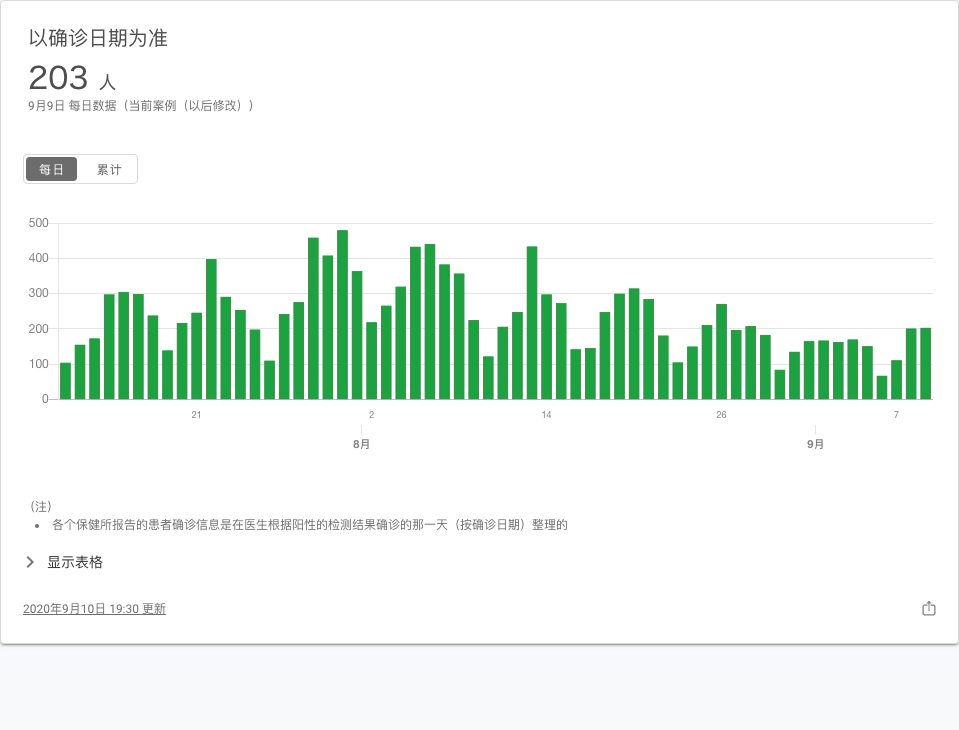 以确诊日期为准
203 人
9月9日 每日数据（当前案例（以后修改））
每日 累计
500
400
300
200
100
0
21 2 14 26 7
8月 9月
（注）
• 各个保健所报告的患者确诊信息是在医生根据阳性的检测结果确诊的那一天（按确诊日期）整理的
显示表格
2020年9月10日 19:30 更新